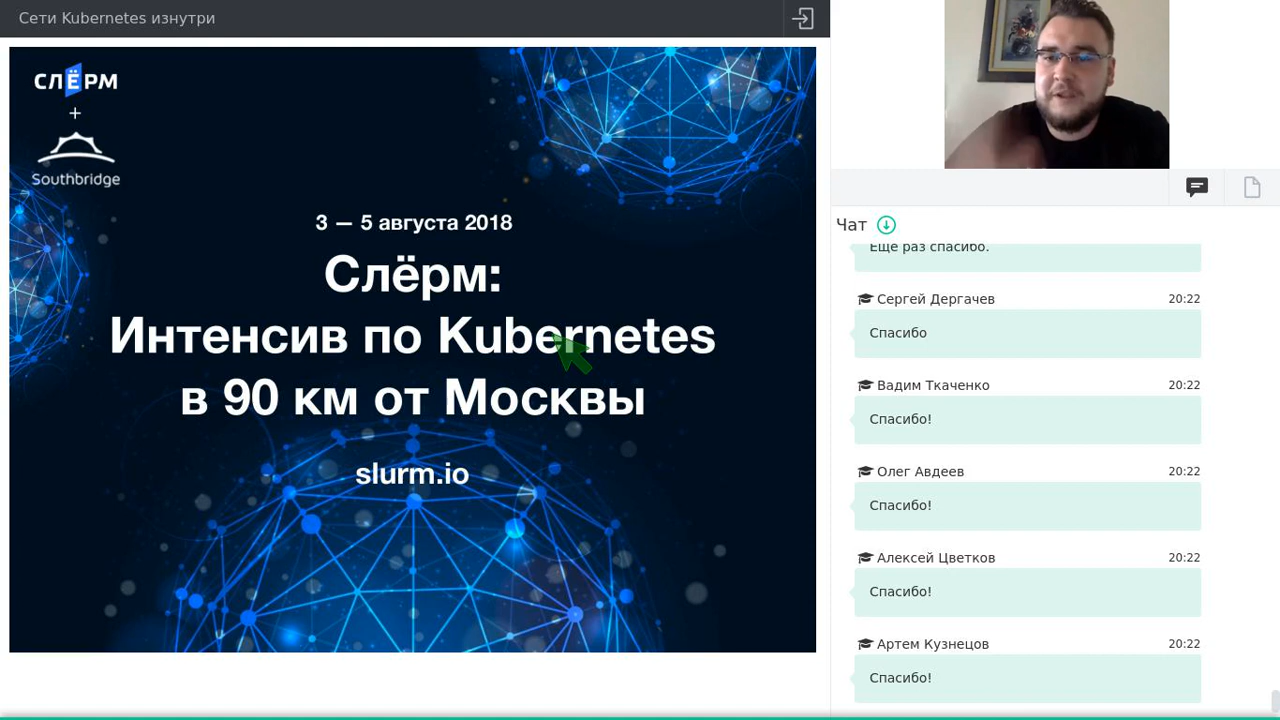 Сети Kubernetes изнутри
СЛЁРМ
+
Southbridge
3 — 5 августа 2018
Слёрм:
Интенсив по Kubernetes
в 90 км от Москвы
slurm.io
Чат
Еще раз спасибо.
Сергей Дергачев 20:22
Спасибо
Вадим Ткаченко 20:22
Спасибо!
Олег Авдеев 20:22
Спасибо!
Алексей Цветков 20:22
Спасибо!
Артем Кузнецов 20:22
Спасибо!